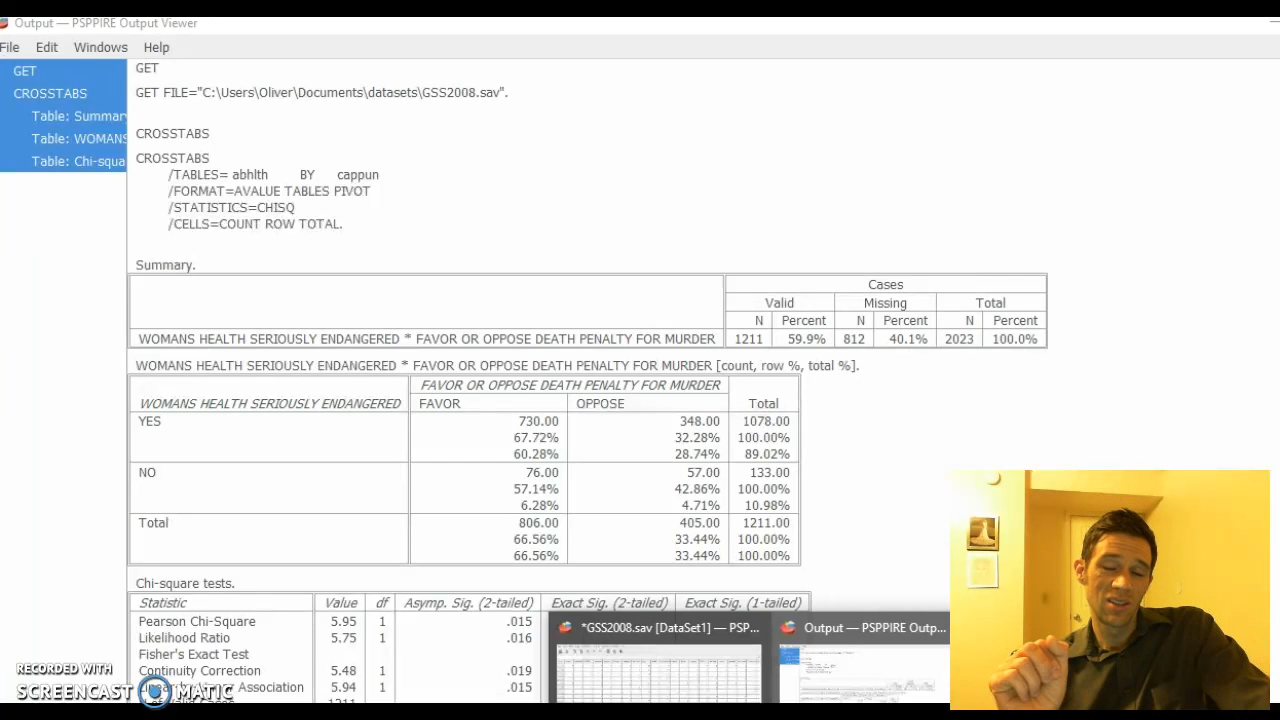 Output — PSPPIRE Output Viewer
File Edit Windows Help
GET
CROSSTABS
Table: Summar
Table: WOMANS
Table: Chi-squa
GET
GET FILE="C:\Users\Oliver\Documents\datasets\GSS2008.sav".
CROSSTABS
CROSSTABS
/TABLES= abhlth BY cappun
/FORMAT=AVALUE TABLES PIVOT
/STATISTICS=CHISQ
/CELLS=COUNT ROW TOTAL.
Summary.
Cases
Valid Missing Total
N Percent N Percent N Percent
WOMANS HEALTH SERIOUSLY ENDANGERED * FAVOR OR OPPOSE DEATH PENALTY FOR MURDER 1211 59.9% 812 40.1% 2023 100.0%
WOMANS HEALTH SERIOUSLY ENDANGERED * FAVOR OR OPPOSE DEATH PENALTY FOR MURDER [count, row %, total %].
FAVOR OR OPPOSE DEATH PENALTY FOR MURDER
WOMANS HEALTH SERIOUSLY ENDANGERED FAVOR OPPOSE Total
YES 730.00 348.00 1078.00
67.72% 32.28% 100.00%
60.28% 28.74% 89.02%
NO 76.00 57.00 133.00
57.14% 42.86% 100.00%
6.28% 4.71% 10.98%
Total 806.00 405.00 1211.00
66.56% 33.44% 100.00%
66.56% 33.44% 100.00%
Chi-square tests.
Statistic Value df Asymp. Sig. (2-tailed) Exact Sig. (2-tailed) Exact Sig. (1-tailed)
Pearson Chi-Square 5.95 1 .015
Likelihood Ratio 5.75 1 .016
Fisher's Exact Test
Continuity Correction 5.48 1 .019
Association 5.94 1 .015
*GSS2008.sav [DataSet1] — PSP...
Output — PSPPIRE Outp...
RECORDED WITH
SCREENCAST MATIC